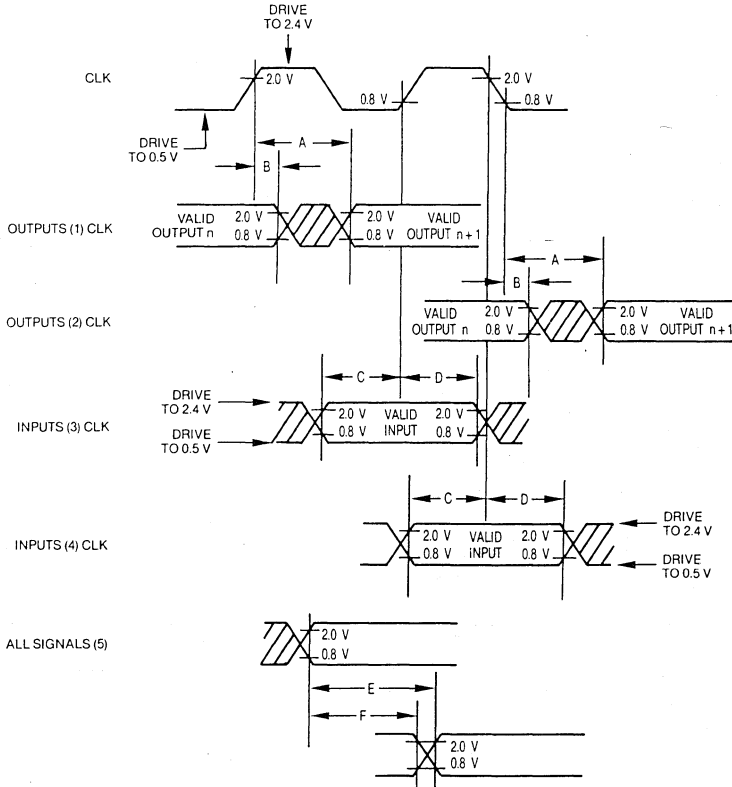 DRIVE
TO 2.4 V
CLK
2.0 V
0.8 V
2.0 V
0.8 V
DRIVE
TO 0.5 V
A
B
OUTPUTS (1) CLK
VALID
OUTPUT n
2.0 V
0.8 V
2.0 V
0.8 V
VALID
OUTPUT n+1
A
B
OUTPUTS (2) CLK
VALID
OUTPUT n
2.0 V
0.8 V
2.0 V
0.8 V
VALID
OUTPUT n+1
C
D
DRIVE
TO 2.4 V
INPUTS (3) CLK
DRIVE
TO 0.5 V
2.0 V
0.8 V
VALID
INPUT
2.0 V
0.8 V
C
D
INPUTS (4) CLK
2.0 V
0.8 V
VALID
INPUT
2.0 V
0.8 V
DRIVE
TO 2.4 V
DRIVE
TO 0.5 V
ALL SIGNALS (5)
2.0 V
0.8 V
E
F
2.0 V
0.8 V